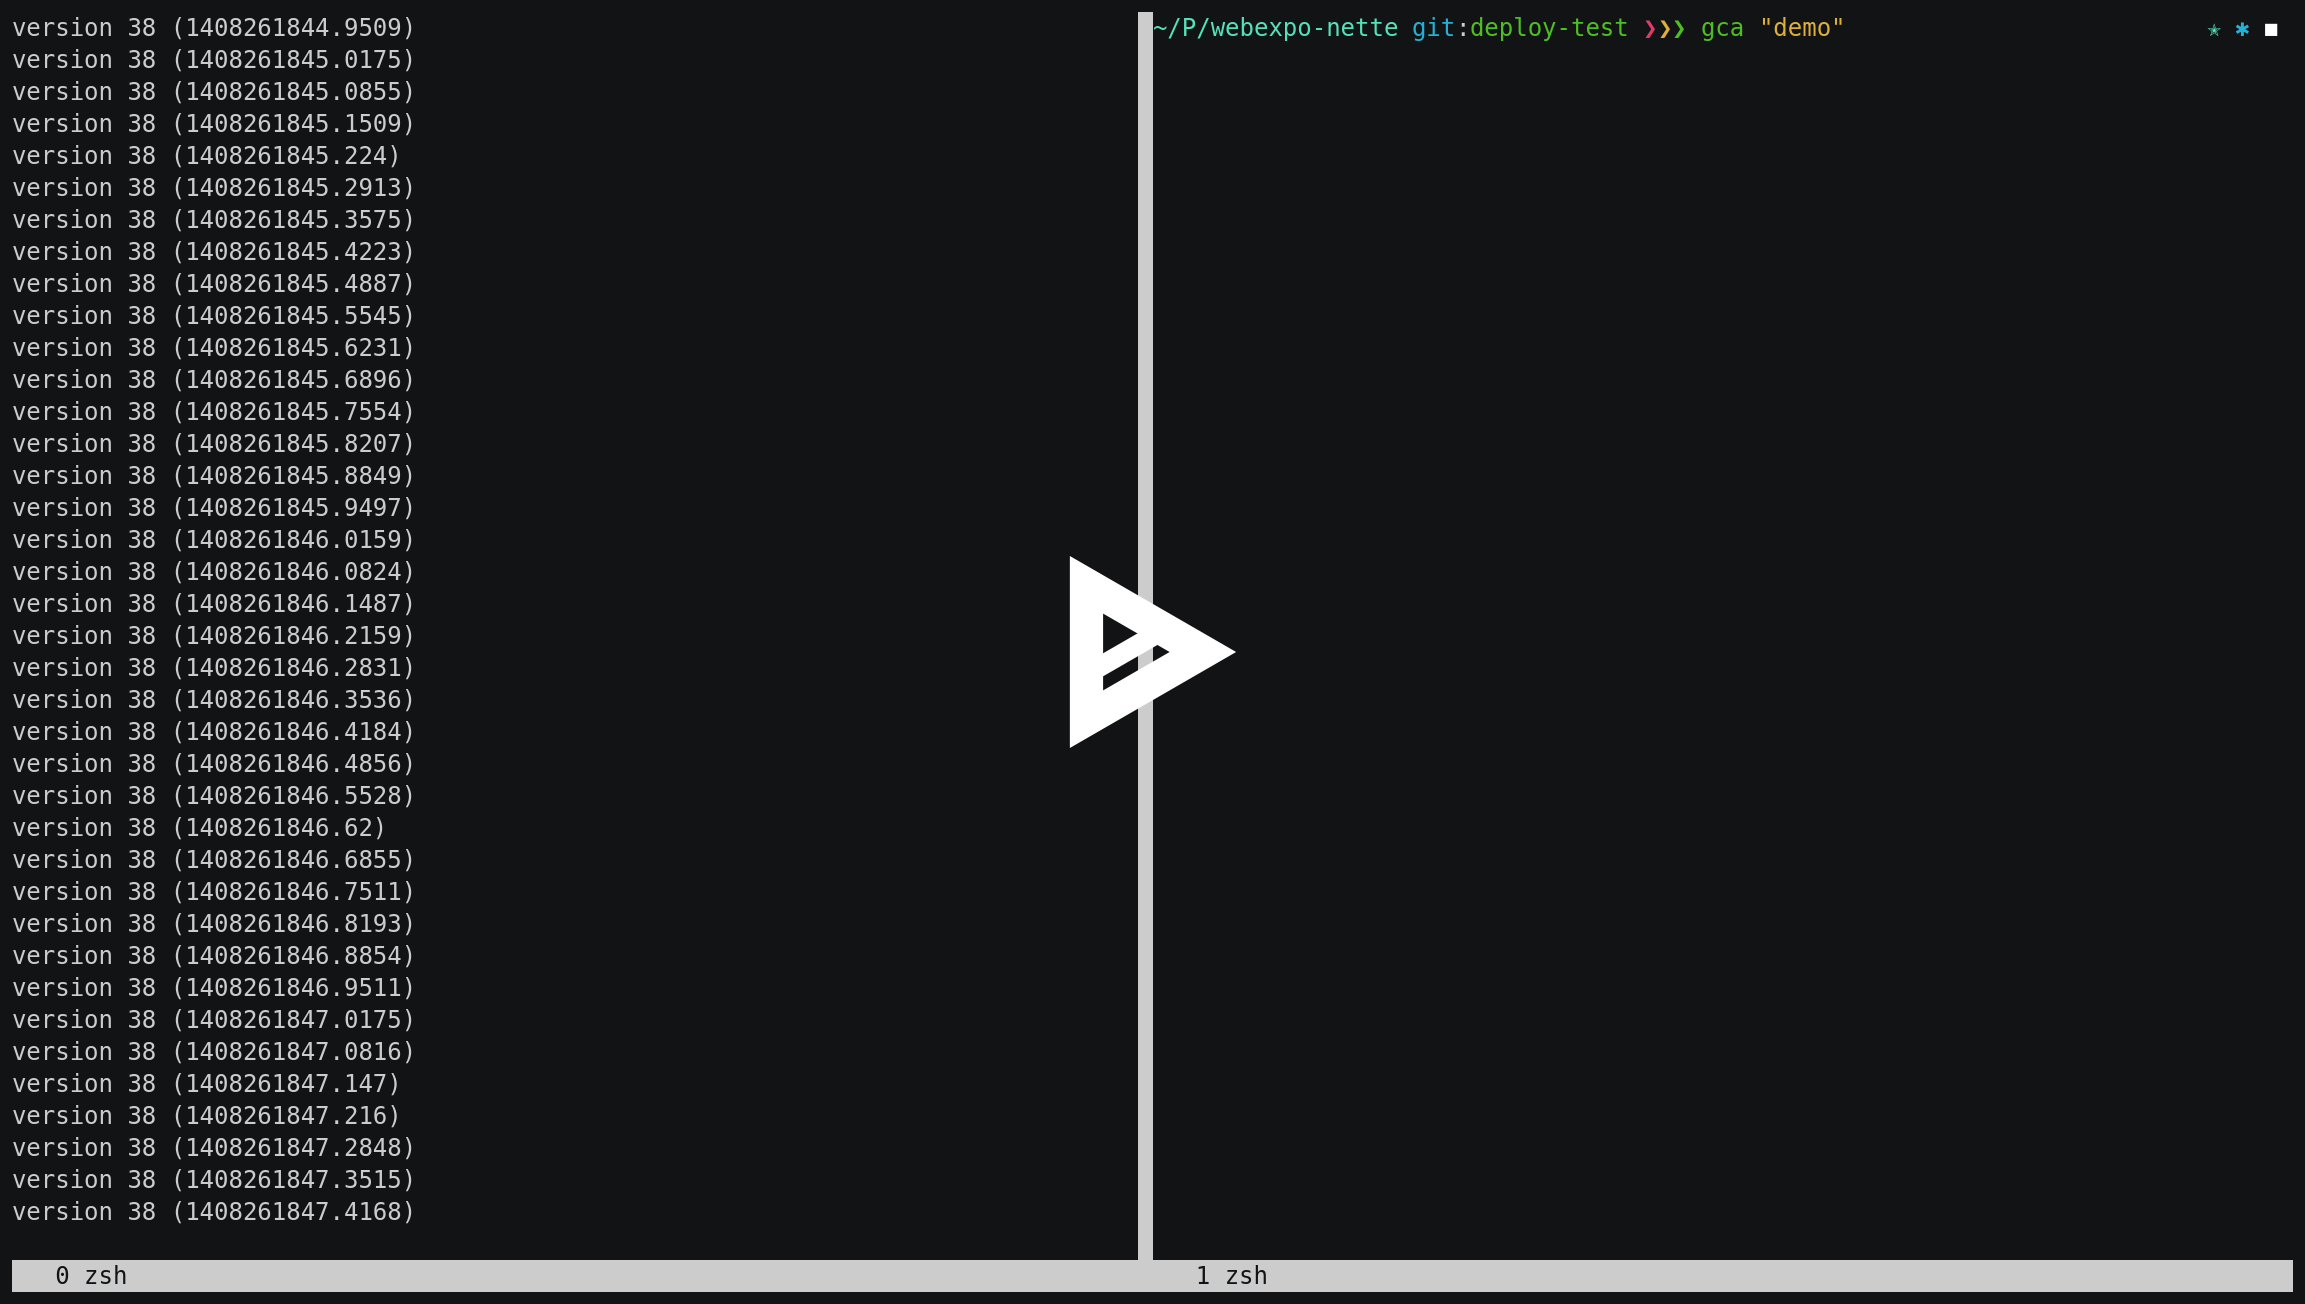 version 38 (1408261844.9509)
version 38 (1408261845.0175)
version 38 (1408261845.0855)
version 38 (1408261845.1509)
version 38 (1408261845.224)
version 38 (1408261845.2913)
version 38 (1408261845.3575)
version 38 (1408261845.4223)
version 38 (1408261845.4887)
version 38 (1408261845.5545)
version 38 (1408261845.6231)
version 38 (1408261845.6896)
version 38 (1408261845.7554)
version 38 (1408261845.8207)
version 38 (1408261845.8849)
version 38 (1408261845.9497)
version 38 (1408261846.0159)
version 38 (1408261846.0824)
version 38 (1408261846.1487)
version 38 (1408261846.2159)
version 38 (1408261846.2831)
version 38 (1408261846.3536)
version 38 (1408261846.4184)
version 38 (1408261846.4856)
version 38 (1408261846.5528)
version 38 (1408261846.62)
version 38 (1408261846.6855)
version 38 (1408261846.7511)
version 38 (1408261846.8193)
version 38 (1408261846.8854)
version 38 (1408261846.9511)
version 38 (1408261847.0175)
version 38 (1408261847.0816)
version 38 (1408261847.147)
version 38 (1408261847.216)
version 38 (1408261847.2848)
version 38 (1408261847.3515)
version 38 (1408261847.4168)
~/P/webexpo-nette git:deploy-test ❯❯❯ gca "demo" ✭ ✱ ◼
0 zsh
1 zsh